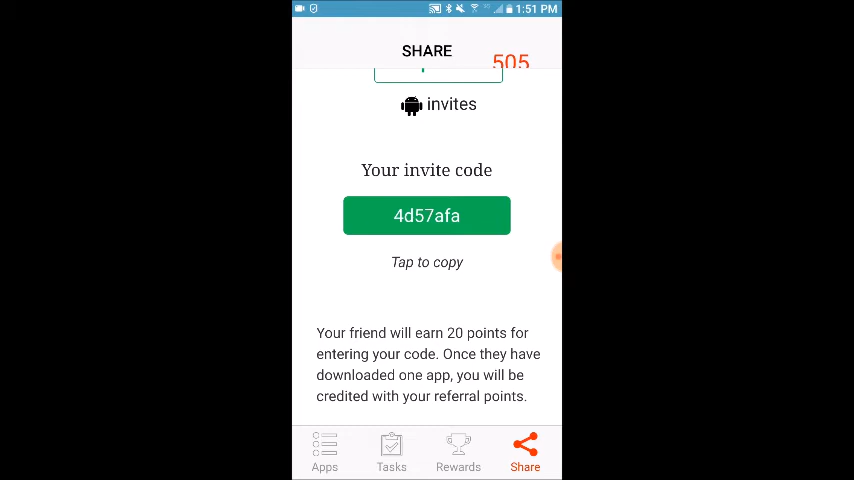 1:51 PM
SHARE
505
invites
Your invite code
4d57afa
Tap to copy
Your friend will earn 20 points for
entering your code. Once they have
downloaded one app, you will be
credited with your referral points.
Apps
Tasks
Rewards
Share